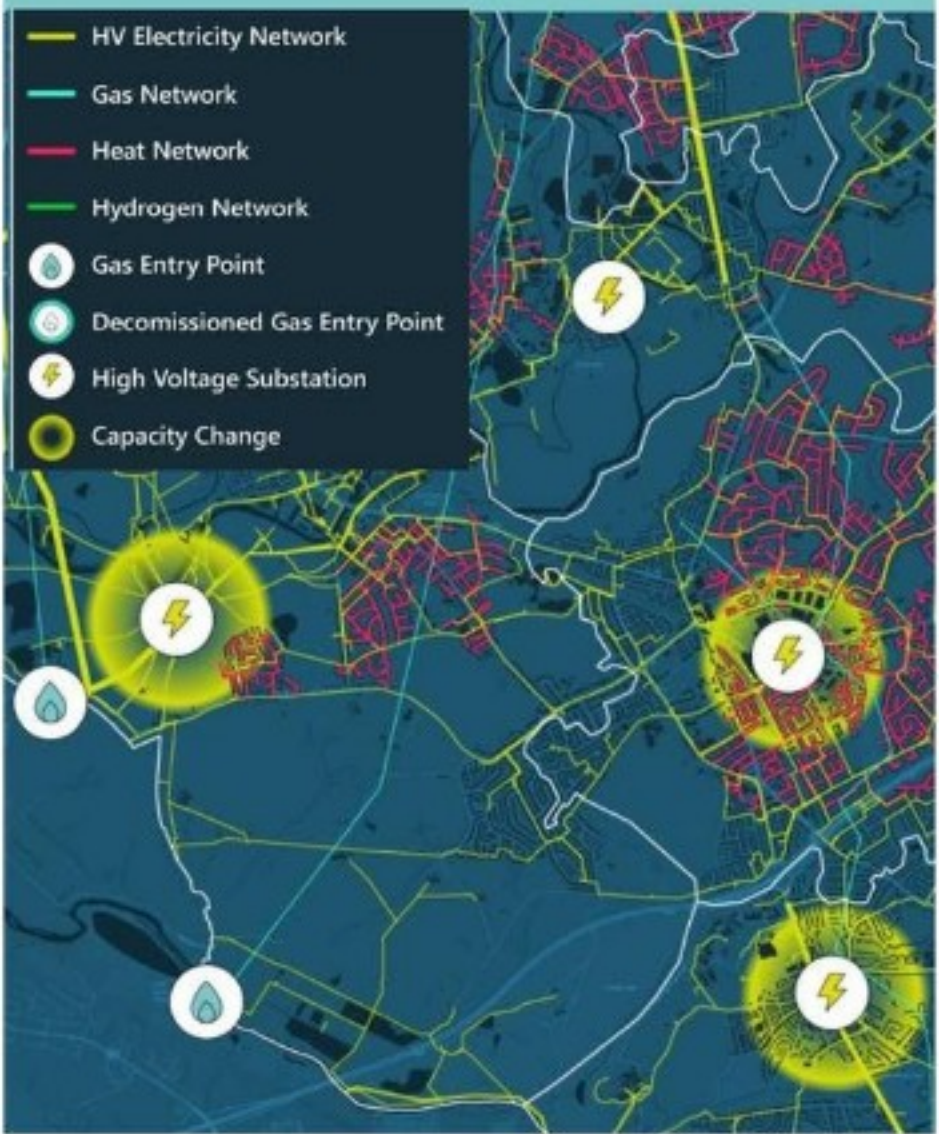 HV Electricity Network
Gas Network
Heat Network
Hydrogen Network
Gas Entry Point
Decomissioned Gas Entry Point
High Voltage Substation
Capacity Change